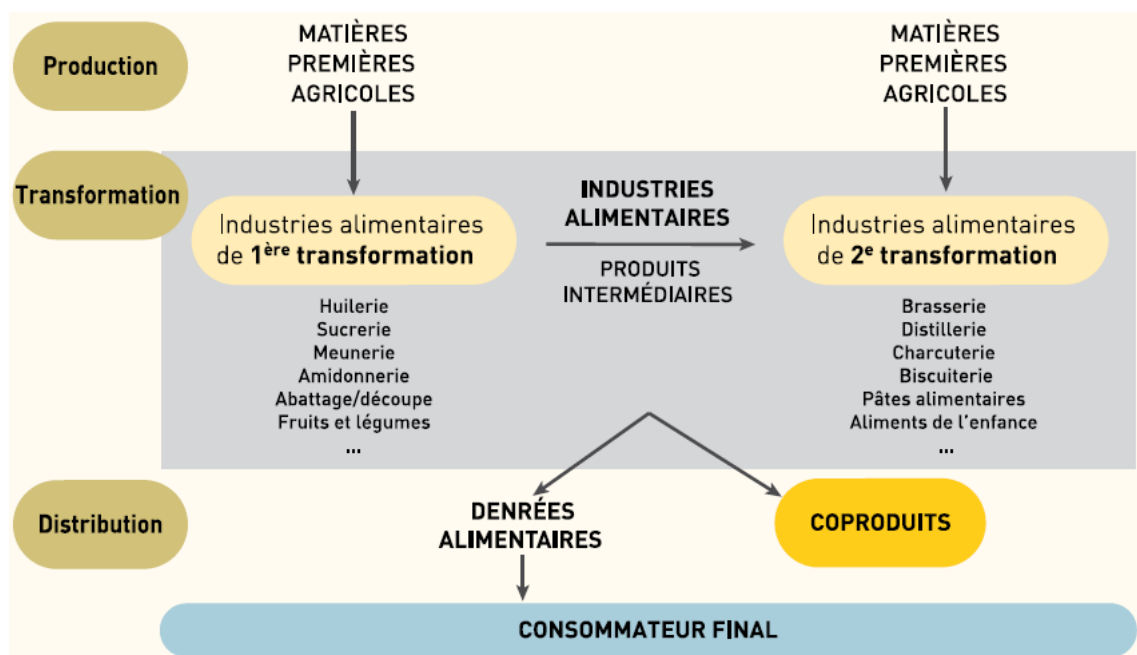 Production
MATIÈRES
PREMIÈRES
AGRICOLES
MATIÈRES
PREMIÈRES
AGRICOLES
Transformation
Industries alimentaires
de 1ère transformation
INDUSTRIES
ALIMENTAIRES
PRODUITS
INTERMÉDIAIRES
Industries alimentaires
de 2e transformation
Huilerie
Sucrerie
Meunerie
Amidonnerie
Abattage/découpe
Fruits et légumes
...
Brasserie
Distillerie
Charcuterie
Biscuiterie
Pâtes alimentaires
Aliments de l'enfance
...
Distribution
DENRÉES
ALIMENTAIRES
COPRODUITS
CONSOMMATEUR FINAL